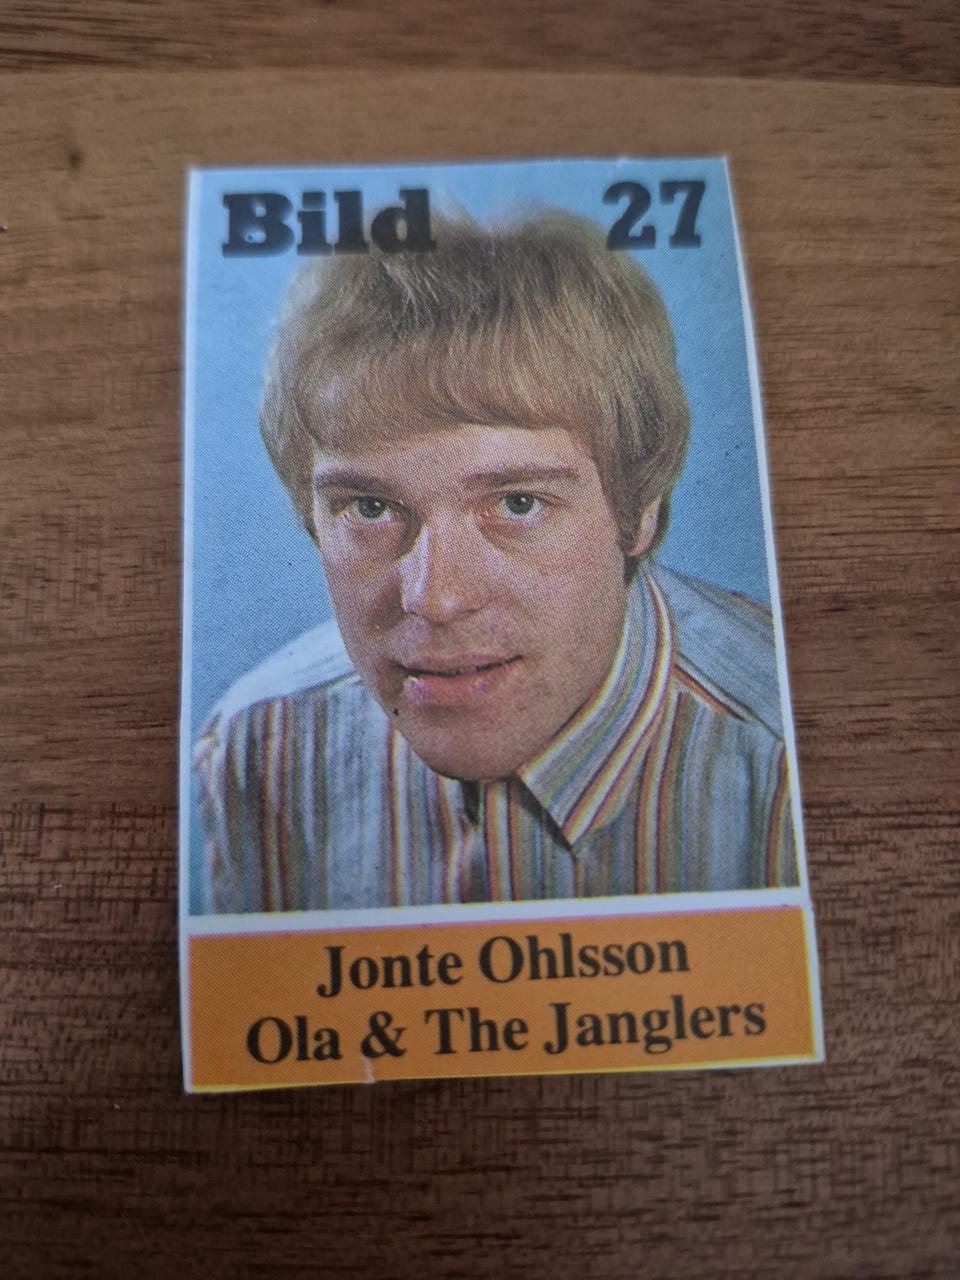 Bild 27
Jonte Ohlsson
Ola & The Janglers